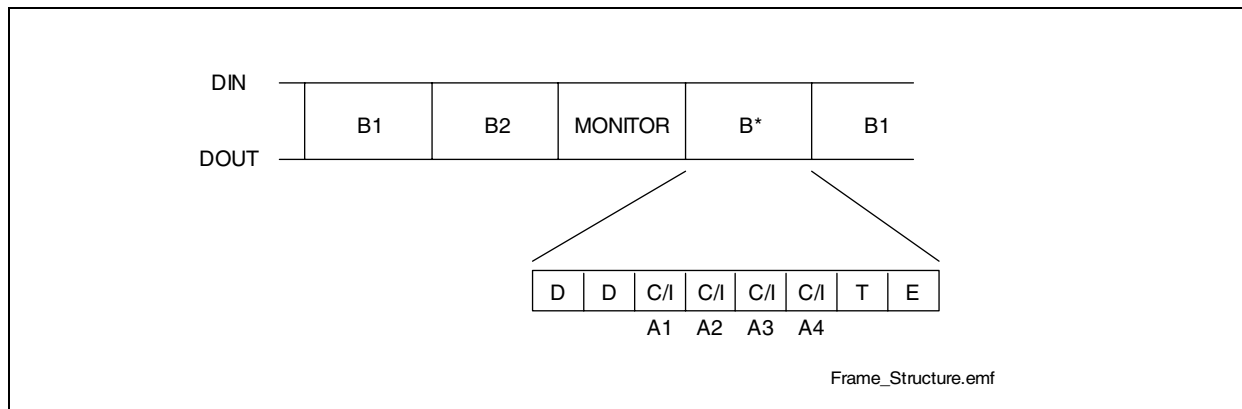 DIN
B1 B2 MONITOR B* B1
DOUT
D D C/I C/I C/I C/I T E
A1 A2 A3 A4
Frame_Structure.emf